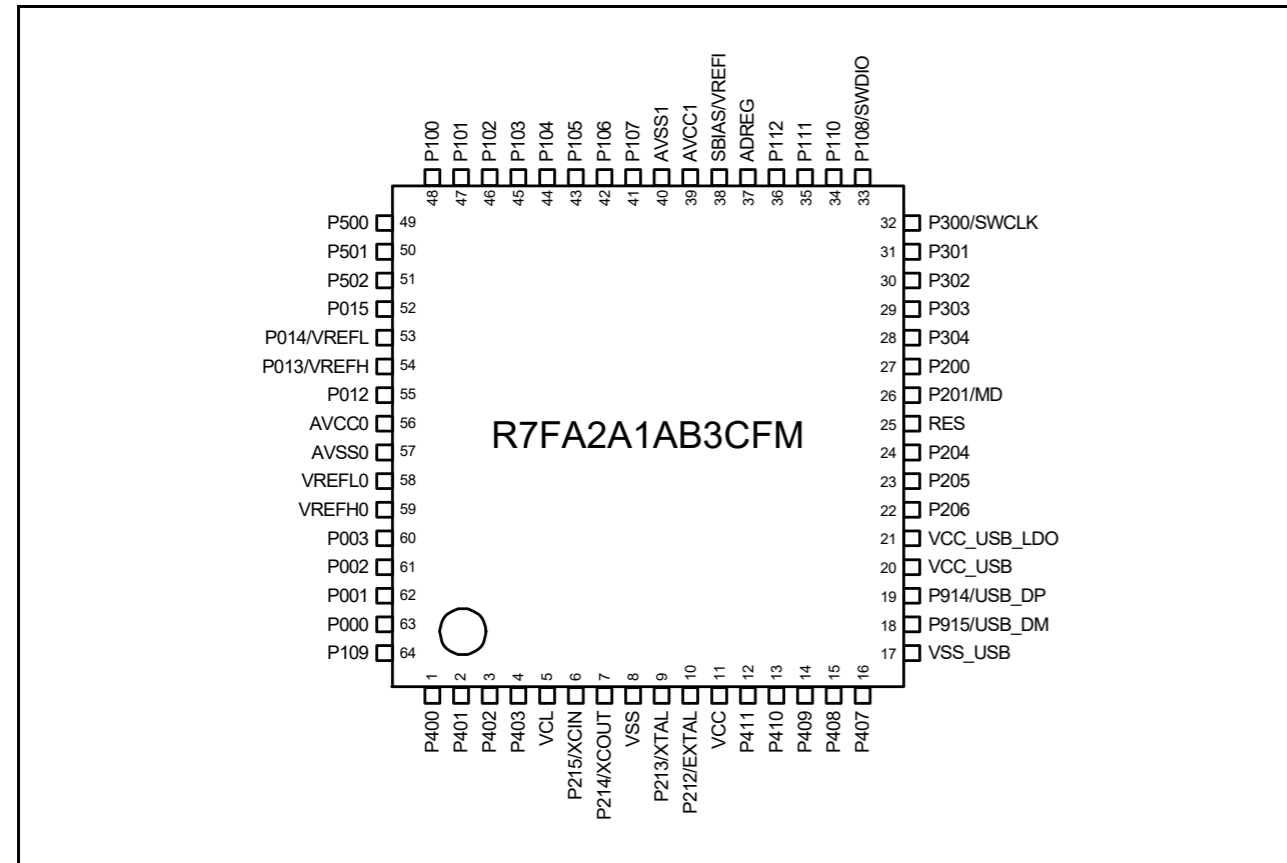 P100
P101
P102
P103
P104
P105
P106
P107
AVSS1
AVCC1
SBIAS/VREFI
ADREG
P112
P111
P110
P108/SWDIO
48
47
46
45
44
43
42
41
40
39
38
37
36
35
34
33
P500 49
P501 50
P502 51
P015 52
P014/VREFL 53
P013/VREFH 54
P012 55
AVCC0 56
AVSS0 57
VREFL0 58
VREFH0 59
P003 60
P002 61
P001 62
P000 63
P109 64
R7FA2A1AB3CFM
32 P300/SWCLK
31 P301
30 P302
29 P303
28 P304
27 P200
26 P201/MD
25 RES
24 P204
23 P205
22 P206
21 VCC_USB_LDO
20 VCC_USB
19 P914/USB_DP
18 P915/USB_DM
17 VSS_USB
1
2
3
4
5
6
7
8
9
10
11
12
13
14
15
16
P400
P401
P402
P403
VCL
P215/XCIN
P214/XCOUT
VSS
P213/XTAL
P212/EXTAL
VCC
P411
P410
P409
P408
P407